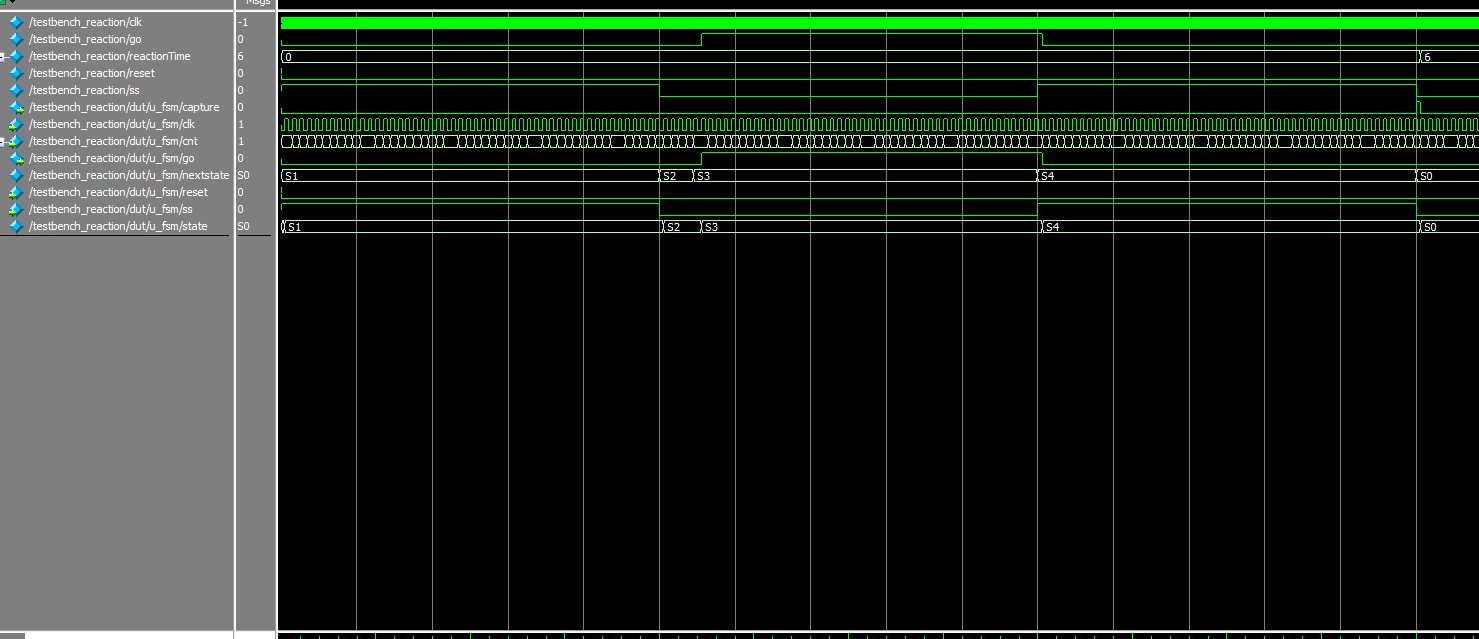 Msgs
/testbench_reaction/clk -1
/testbench_reaction/go 0
/testbench_reaction/reactionTime 6 0 6
/testbench_reaction/reset 0
/testbench_reaction/ss 0
/testbench_reaction/dut/u_fsm/capture 0
/testbench_reaction/dut/u_fsm/clk 1
/testbench_reaction/dut/u_fsm/cnt 1
/testbench_reaction/dut/u_fsm/go 0
/testbench_reaction/dut/u_fsm/nextstate S0 S1 S2 S3 S4 S0
/testbench_reaction/dut/u_fsm/reset 0
/testbench_reaction/dut/u_fsm/ss 0
/testbench_reaction/dut/u_fsm/state S0 S1 S2 S3 S4 S0